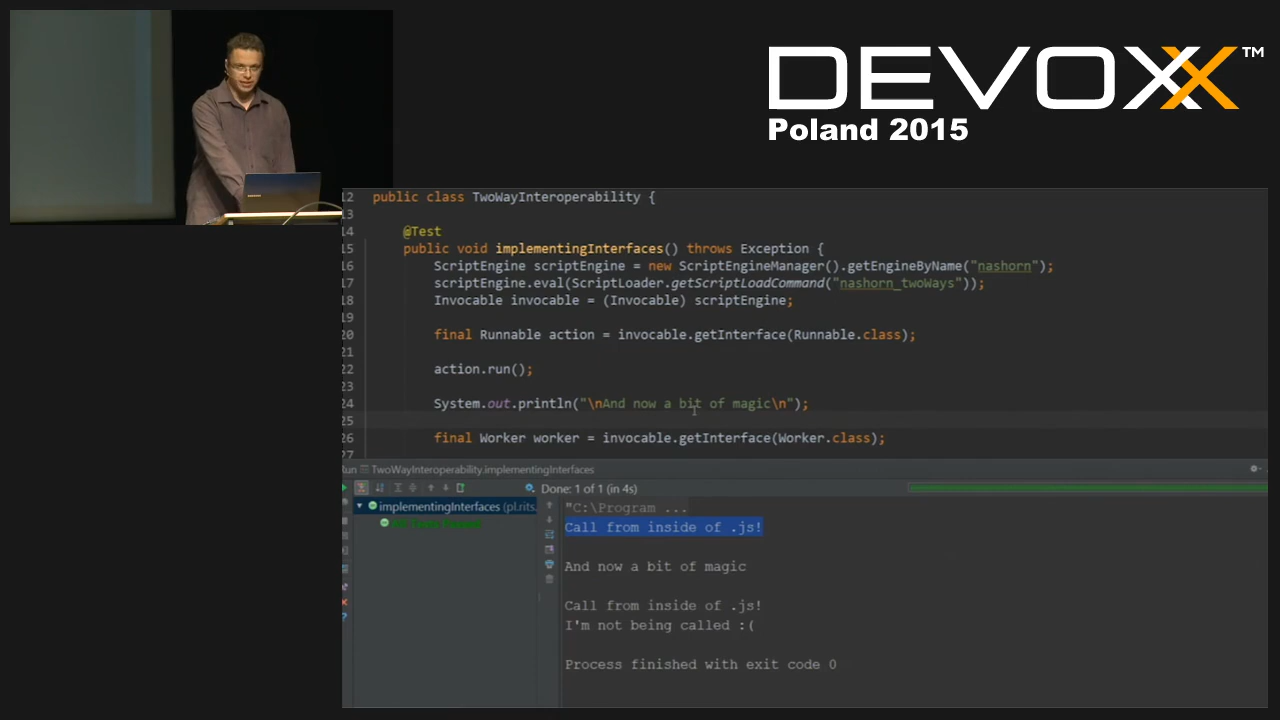 DEVOXX™
Poland 2015
12 public class TwoWayInteroperability {
13
14 @Test
15 public void implementingInterfaces() throws Exception {
16 ScriptEngine scriptEngine = new ScriptEngineManager().getEngineByName("nashorn");
17 scriptEngine.eval(ScriptLoader.getScriptLoadCommand("nashorn_twoWays"));
18 Invocable invocable = (Invocable) scriptEngine;
19
20 final Runnable action = invocable.getInterface(Runnable.class);
21
22 action.run();
23
24 System.out.println("\nAnd now a bit of magic\n");
25
26 final Worker worker = invocable.getInterface(Worker.class);
27
TwoWayInteroperability.implementingInterfaces
Done: 1 of 1 (in 4s)
implementingInterfaces (pl.rits.
"C:\Program ...
Call from inside of .js!
And now a bit of magic
Call from inside of .js!
I'm not being called :(
Process finished with exit code 0